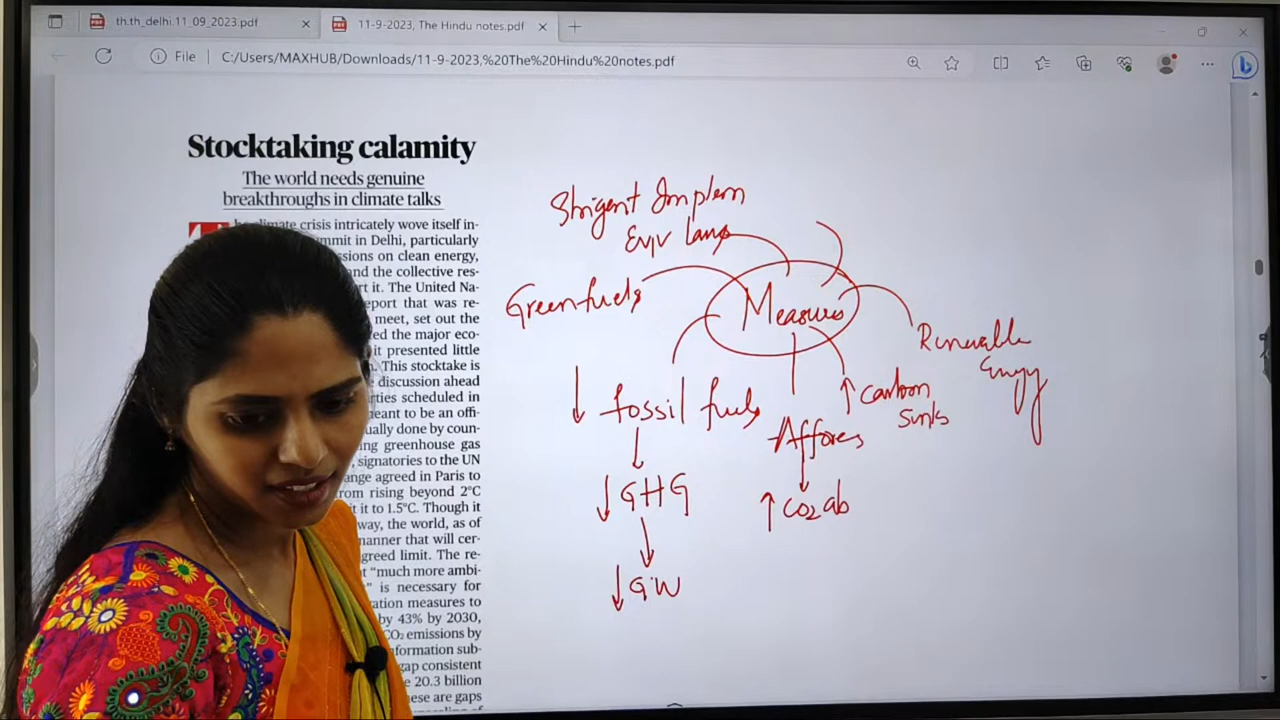 th.th_delhi.11_09_2023.pdf
11-9-2023, The Hindu notes.pdf
File
C:/Users/MAXHUB/Downloads/11-9-2023,%20The%20Hindu%20notes.pdf
Stocktaking calamity
The world needs genuine
breakthroughs in climate talks
climate crisis intricately wove itself in-
mmit in Delhi, particularly
ssions on clean energy,
and the collective res-
rt it. The United Na-
eport that was re-
meet, set out the
ed the major eco-
it presented little
. This stocktake is
discussion ahead
rties scheduled in
meant to be an offi-
ually done by coun-
ing greenhouse gas
, signatories to the UN
ange agreed in Paris to
rom rising beyond 2°C
it it to 1.5°C. Though it
way, the world, as of
manner that will cer-
greed limit. The re-
t “much more ambi-
” is necessary for
ation measures to
by 43% by 2030,
CO₂ emissions by
formation sub-
gap consistent
e 20.3 billion
ese are gaps
Strigent Implem
Env laws
Greenfuels
Measures
Renewable
Energy
↓ fossil fuels
↑ Carbon
Sinks
Affores
↓ GHG
↑ CO2 ab
↓ GW